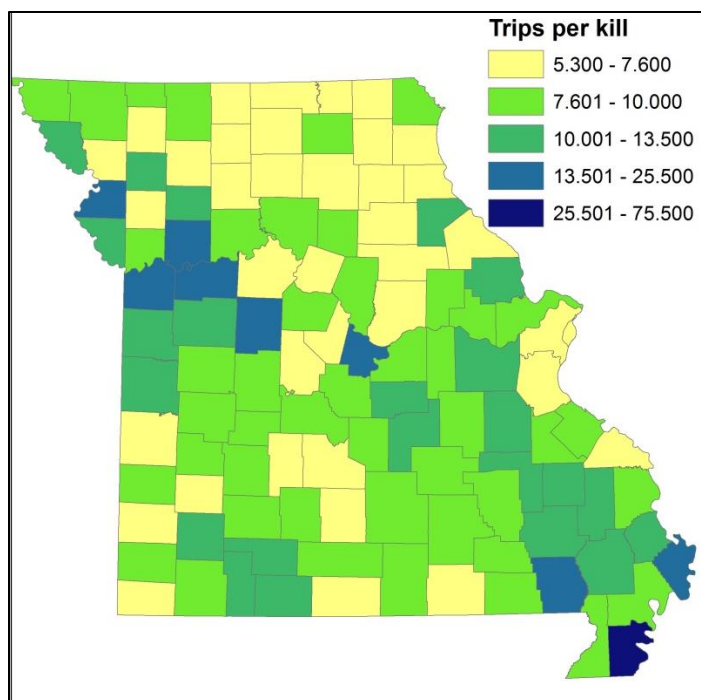 Trips per kill
5.300 - 7.600
7.601 - 10.000
10.001 - 13.500
13.501 - 25.500
25.501 - 75.500